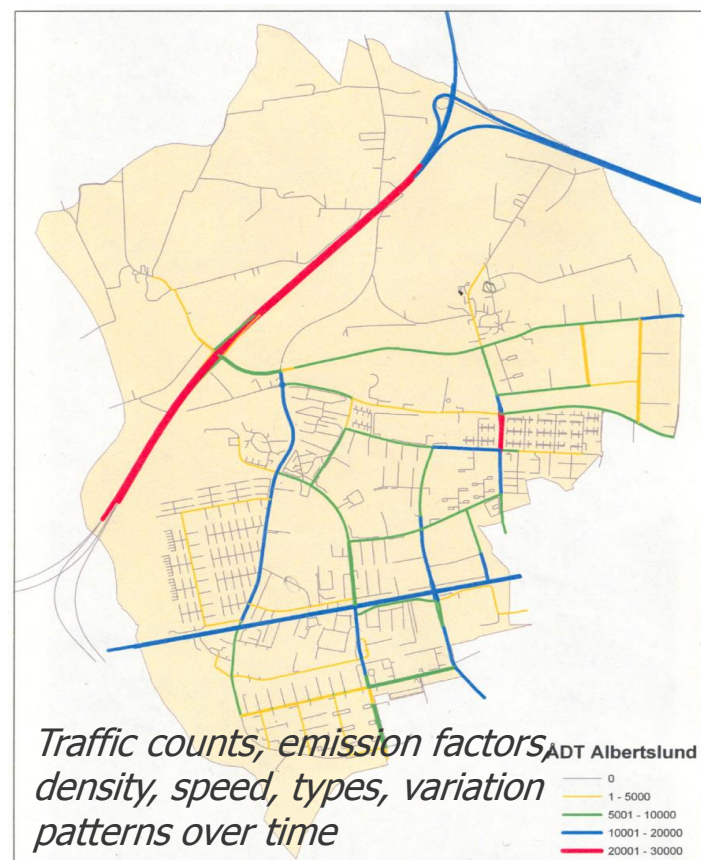 Traffic counts, emission factors,
density, speed, types, variation
patterns over time
ÅDT Albertslund
0
1 - 5000
5001 - 10000
10001 - 20000
20001 - 30000